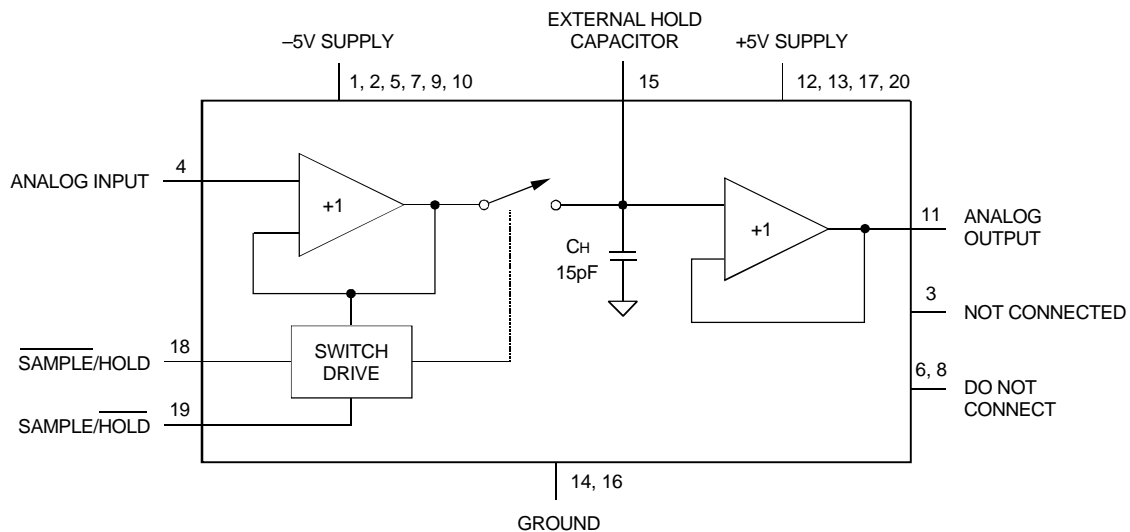 EXTERNAL HOLD
CAPACITOR
–5V SUPPLY
+5V SUPPLY
1, 2, 5, 7, 9, 10
15
12, 13, 17, 20
4
ANALOG INPUT
+1
+1
11
ANALOG
OUTPUT
CH
15pF
3
NOT CONNECTED
18
SAMPLE/HOLD
SWITCH
DRIVE
6, 8
DO NOT
CONNECT
19
SAMPLE/HOLD
14, 16
GROUND